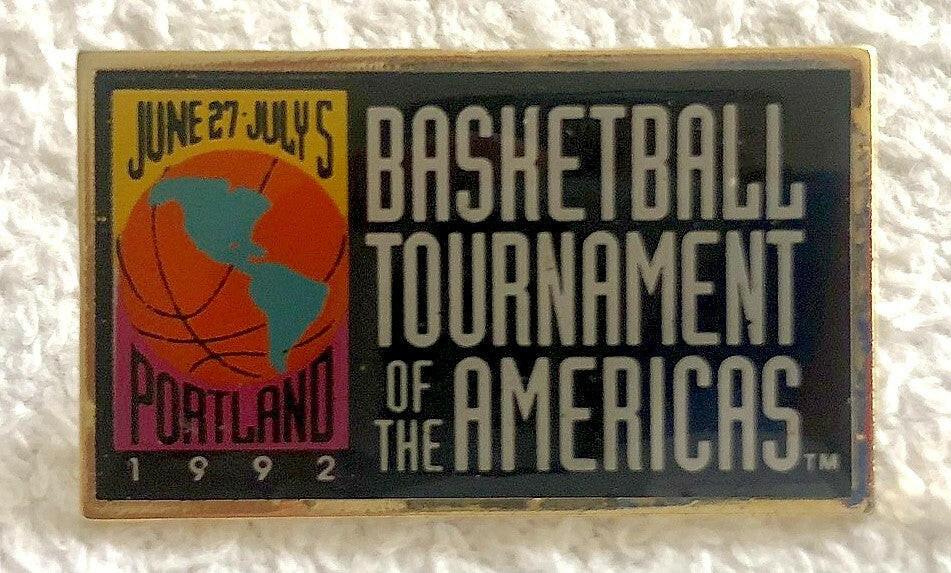 JUNE 27-JULY 5
PORTLAND
1992
BASKETBALL
TOURNAMENT
OF THE AMERICAS™